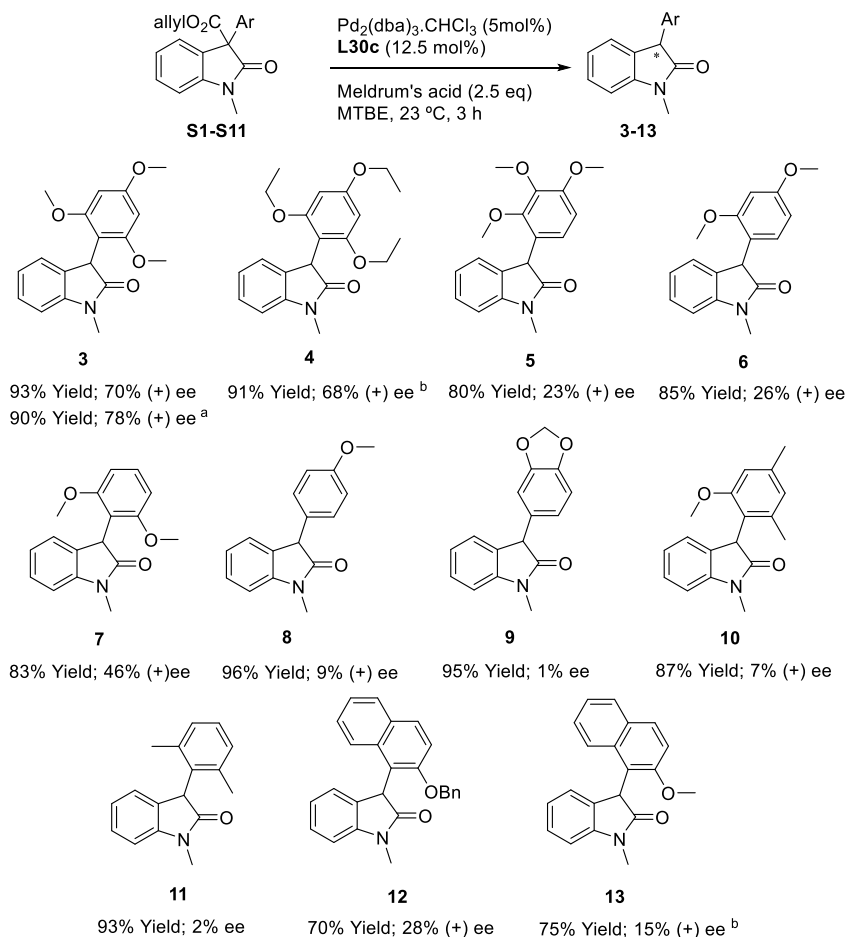 allylO₂C Ar
O
N
S1-S11
Pd₂(dba)₃.CHCl₃ (5mol%)
L30c (12.5 mol%)
Meldrum's acid (2.5 eq)
MTBE, 23 ºC, 3 h
Ar
*
O
N
3-13
O
O
O
O
N
3
93% Yield; 70% (+) ee
90% Yield; 78% (+) ee ᵃ
O
O
O
O
N
4
91% Yield; 68% (+) ee ᵇ
O O
O
O
N
5
80% Yield; 23% (+) ee
O
O
O
N
6
85% Yield; 26% (+) ee
O
O
O
N
7
83% Yield; 46% (+)ee
O
O
N
8
96% Yield; 9% (+) ee
O O
O
N
9
95% Yield; 1% ee
O
O
N
10
87% Yield; 7% (+) ee
O
N
11
93% Yield; 2% ee
OBn
O
N
12
70% Yield; 28% (+) ee
O
O
N
13
75% Yield; 15% (+) ee ᵇ